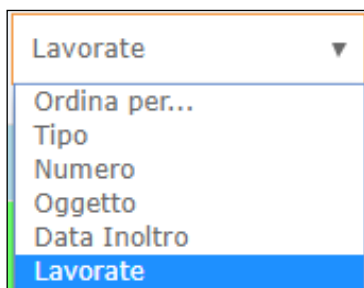 Lavorate ▼
Ordina per...
Tipo
Numero
Oggetto
Data Inoltro
Lavorate